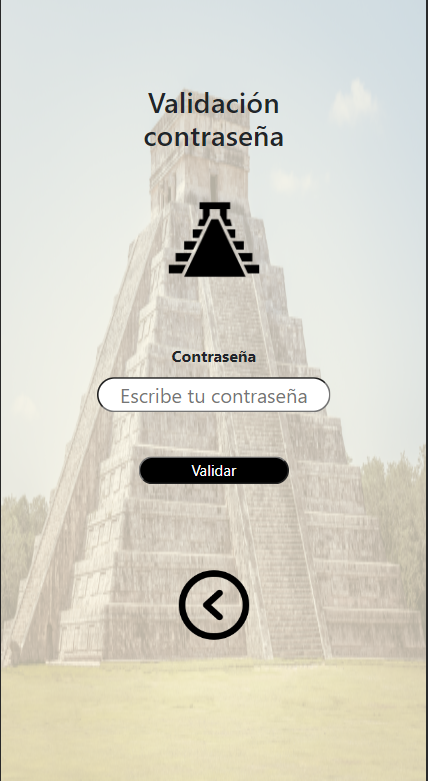 Validación
contraseña
Contraseña
Escribe tu contraseña
Validar